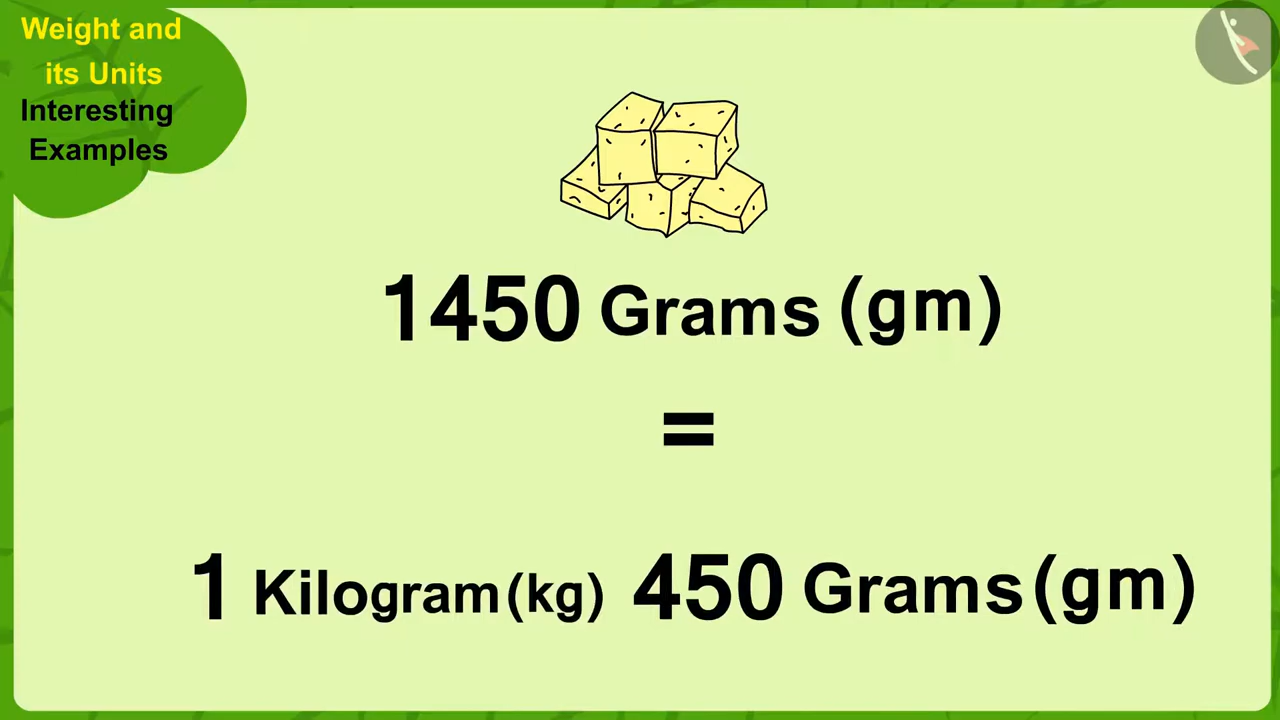 Weight and
its Units
Interesting
Examples
1450 Grams (gm)
=
1 Kilogram (kg) 450 Grams (gm)